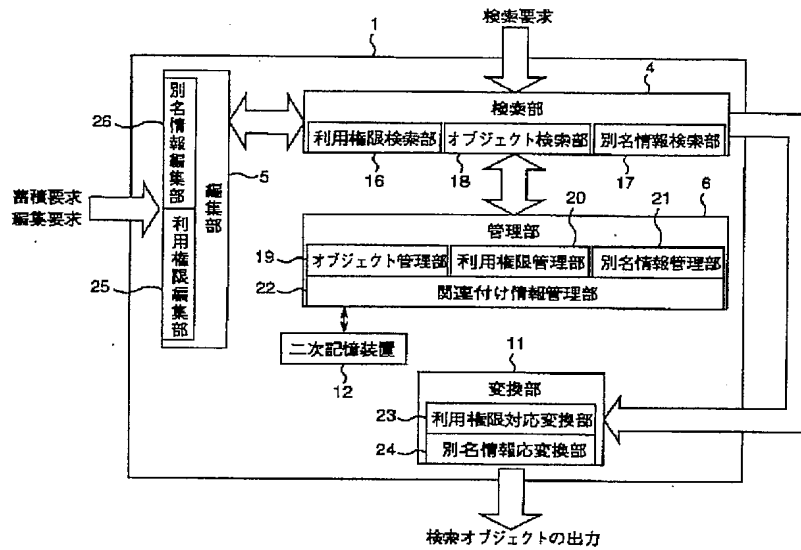 検索要求
1
4
検索部
利用権限検索部
オブジェクト検索部
別名情報検索部
16
18
17
26
別名情報編集部
編集部
5
蓄積要求
編集要求
利用権限編集部
25
6
20
21
管理部
19
オブジェクト管理部
利用権限管理部
別名情報管理部
22
関連付け情報管理部
二次記憶装置
12
11
変換部
23
利用権限対応変換部
24
別名情報応変換部
検索オブジェクトの出力